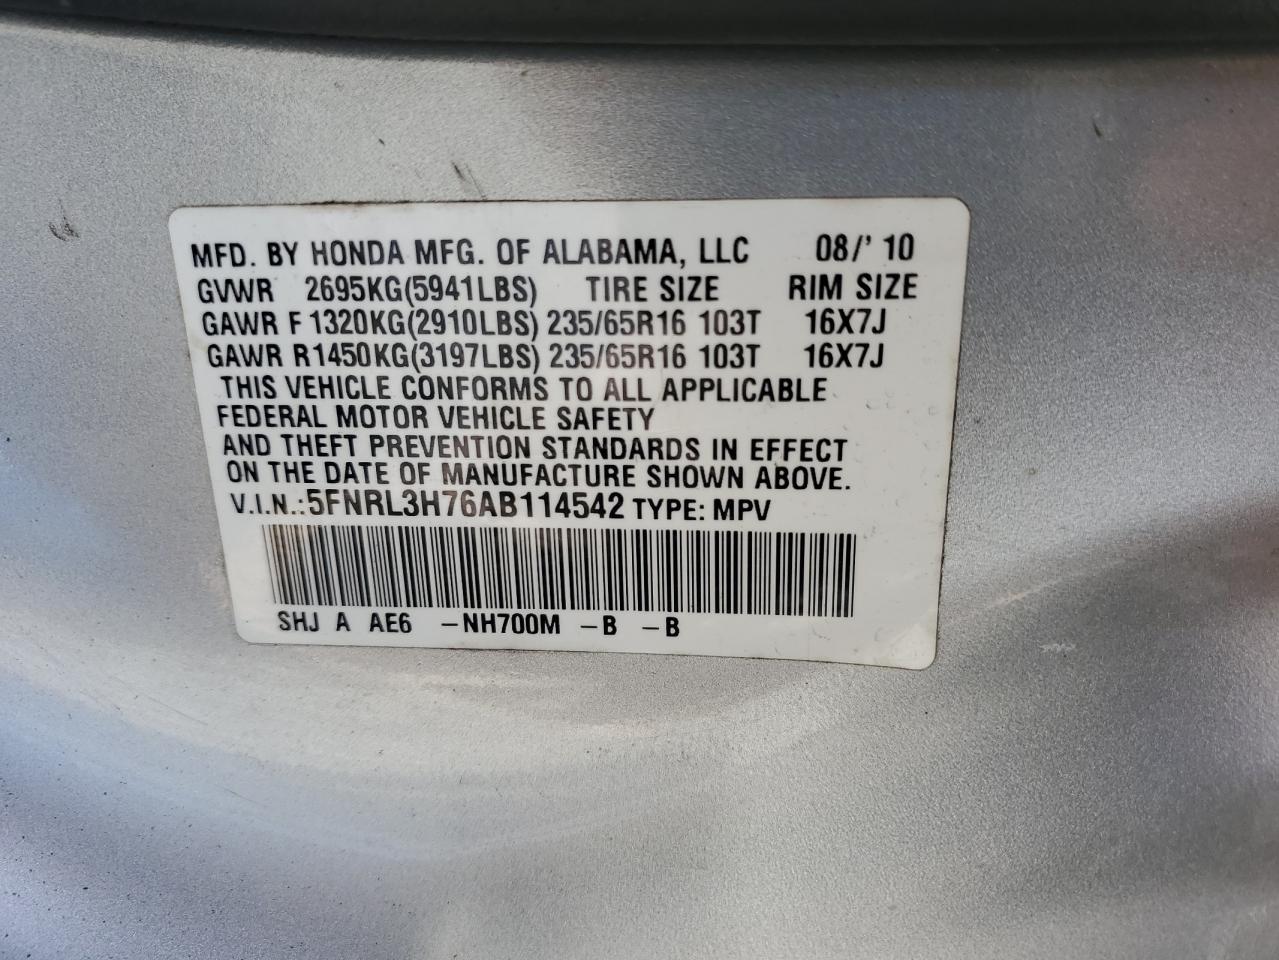 MFD. BY HONDA MFG. OF ALABAMA, LLC 08/' 10
GVWR 2695KG(5941LBS) TIRE SIZE RIM SIZE
GAWR F 1320KG(2910LBS) 235/65R16 103T 16X7J
GAWR R1450KG(3197LBS) 235/65R16 103T 16X7J
THIS VEHICLE CONFORMS TO ALL APPLICABLE
FEDERAL MOTOR VEHICLE SAFETY
AND THEFT PREVENTION STANDARDS IN EFFECT
ON THE DATE OF MANUFACTURE SHOWN ABOVE.
V.I.N.:5FNRL3H76AB114542 TYPE: MPV
SHJ A AE6 -NH700M -B -B